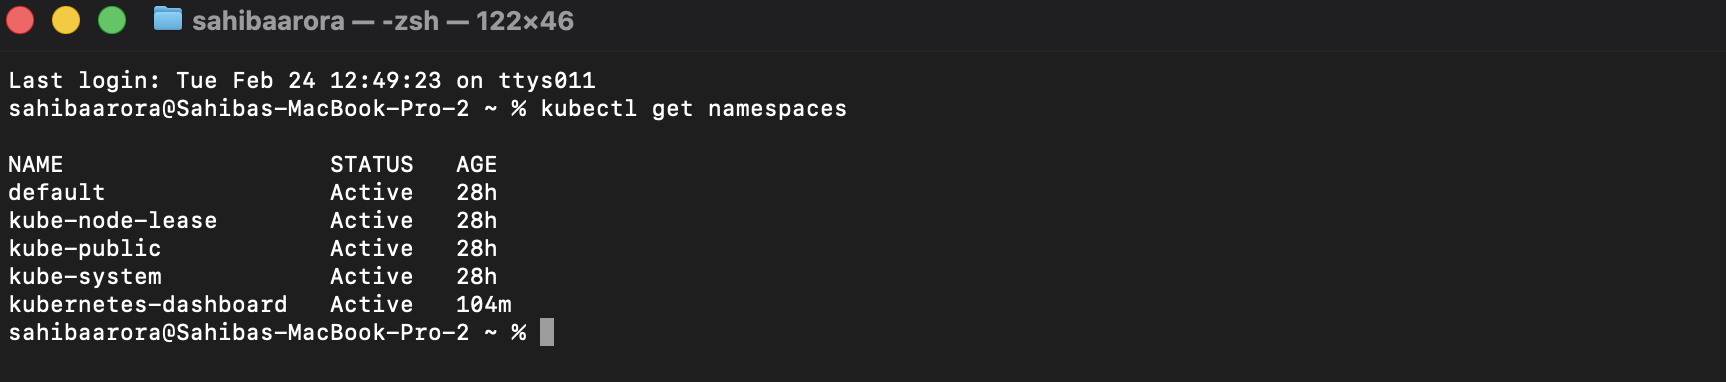 sahibaarora — -zsh — 122×46
Last login: Tue Feb 24 12:49:23 on ttys011
sahibaarora@Sahibas-MacBook-Pro-2 ~ % kubectl get namespaces
NAME                   STATUS   AGE
default                Active   28h
kube-node-lease        Active   28h
kube-public            Active   28h
kube-system            Active   28h
kubernetes-dashboard   Active   104m
sahibaarora@Sahibas-MacBook-Pro-2 ~ %